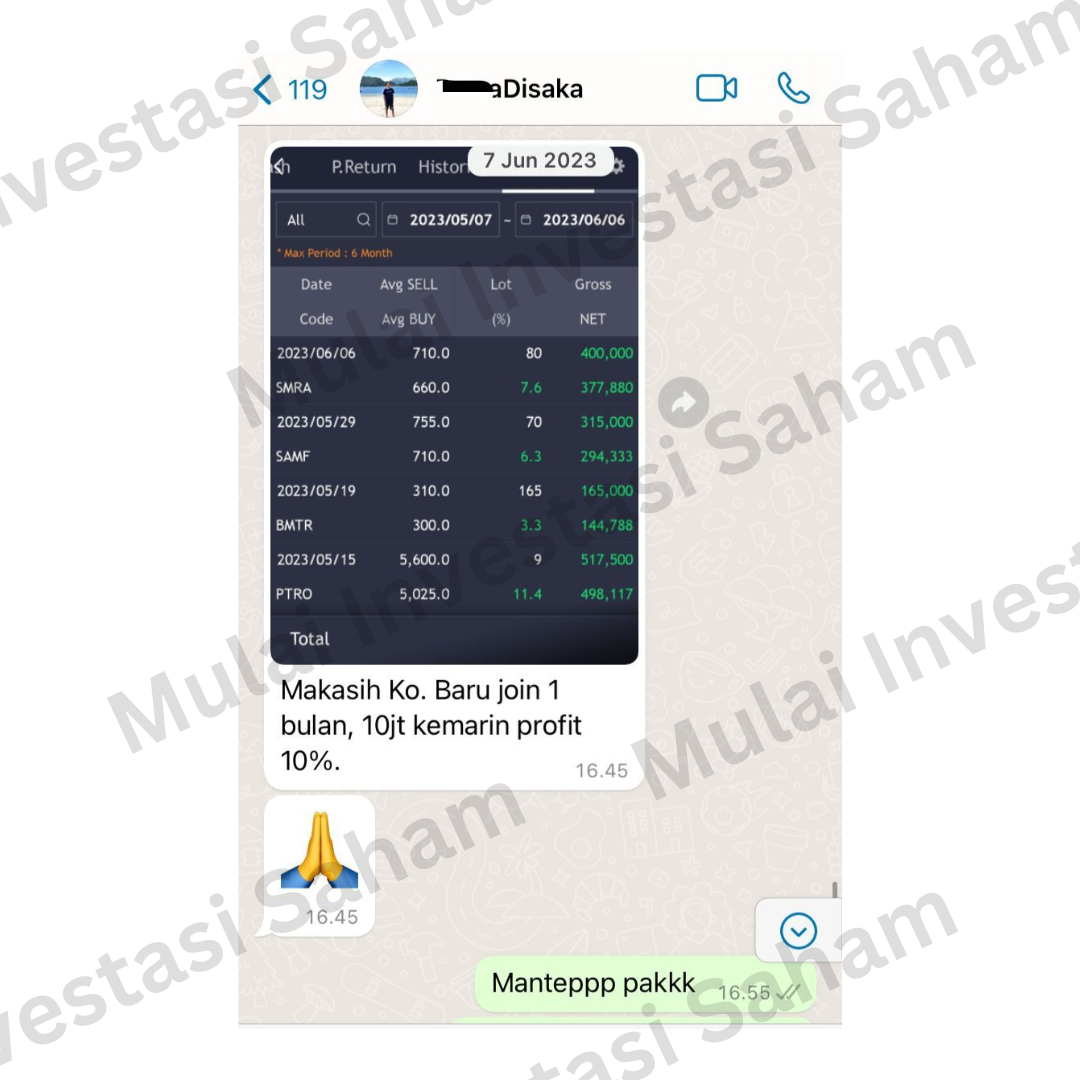 119
aDisaka
7 Jun 2023
P.Return Histor
All 2023/05/07 ~ 2023/06/06
* Max Period : 6 Month
Date Avg SELL Lot Gross
Code Avg BUY (%) NET
2023/06/06 710.0 80 400,000
SMRA 660.0 7.6 377,880
2023/05/29 755.0 70 315,000
SAMF 710.0 6.3 294,333
2023/05/19 310.0 165 165,000
BMTR 300.0 3.3 144,788
2023/05/15 5,600.0 9 517,500
PTRO 5,025.0 11.4 498,117
Total
Makasih Ko. Baru join 1
bulan, 10jt kemarin profit
10%.
16.45
16.45
Manteppp pakkk 16.55
Mulai Investasi Saham
Mulai Investasi Saham
Mulai Investasi Saham
Mulai Investasi Saham